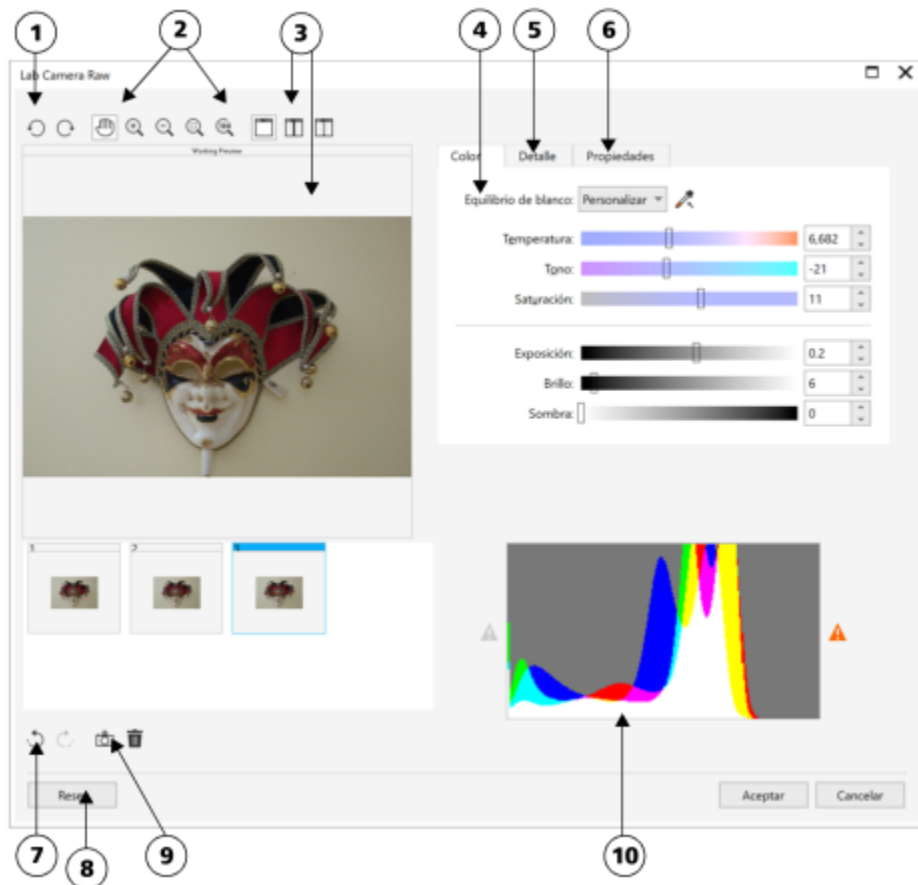 1 2 3 4 5 6
Lab Camera Raw
Working Preview
Color Detalle Propiedades
Equilibrio de blanco: Personalizar
Temperatura: 6,682
Tono: -21
Saturación: 11
Exposición: 0.2
Brillo: 6
Sombra: 0
1 2 3
Aceptar Cancelar
7 8 9 10